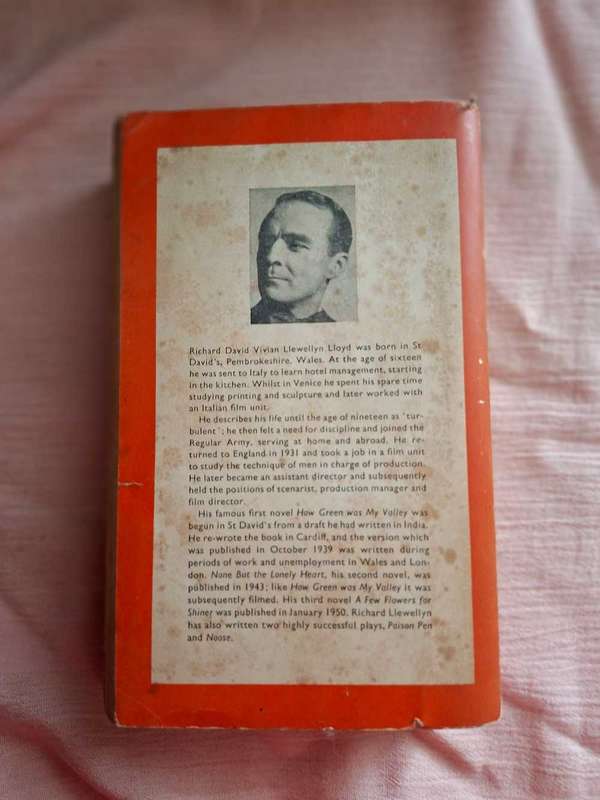 Richard David Vivian Llewellyn Lloyd was born in St
David's, Pembrokeshire, Wales. At the age of sixteen
he was sent to Italy to learn hotel management, starting
in the kitchen. Whilst in Venice he spent his spare time
studying printing and sculpture and later worked with
an Italian film unit.
He describes his life until the age of nineteen as 'tur-
bulent'; he then felt a need for discipline and joined the
Regular Army, serving at home and abroad. He re-
turned to England in 1931 and took a job in a film unit
to study the technique of men in charge of production.
He later became an assistant director and subsequently
held the positions of scenarist, production manager and
film director.
His famous first novel How Green was My Valley was
begun in St David's from a draft he had written in India.
He re-wrote the book in Cardiff, and the version which
was published in October 1939 was written during
periods of work and unemployment in Wales and Lon-
don. None But the Lonely Heart, his second novel, was
published in 1943; like How Green was My Valley it was
subsequently filmed. His third novel A Few Flowers for
Shiner was published in January 1950. Richard Llewellyn
has also written two highly successful plays, Poison Pen
and Noose.